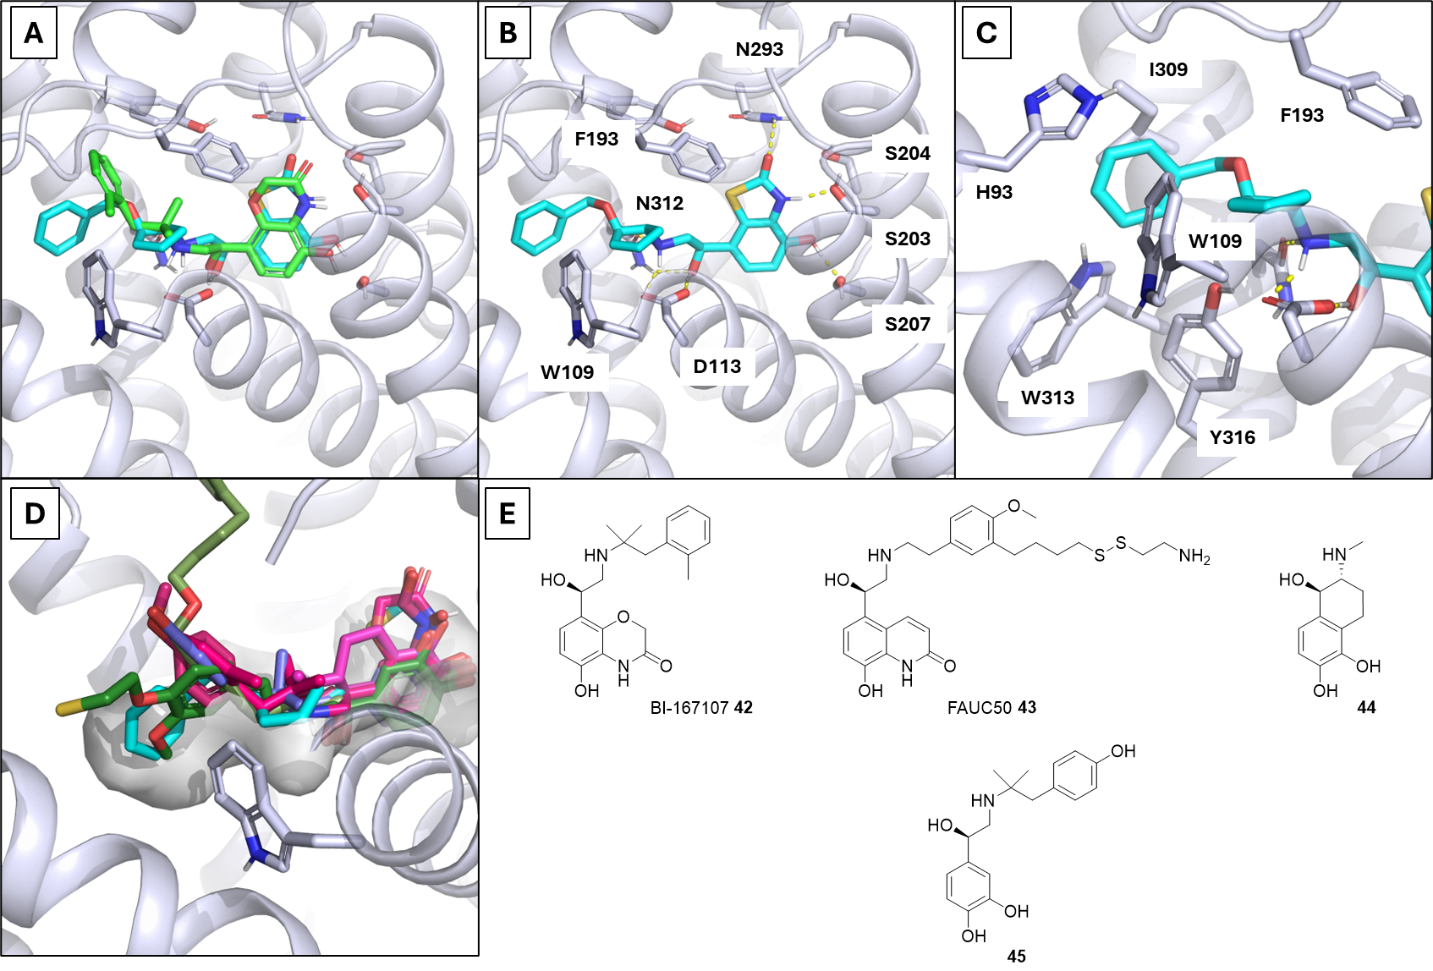 A
B
C
N293
I309
F193
F193
S204
H93
N312
W109
S203
S207
D113
W109
W313
Y316
D
E
O
HN
S
S
NH2
HN
HN
HO
HO
HO
O
N
H
O
N
H
O
OH
OH
OH
OH
BI-167107 42
FAUC50 43
44
OH
HN
HO
OH
OH
45